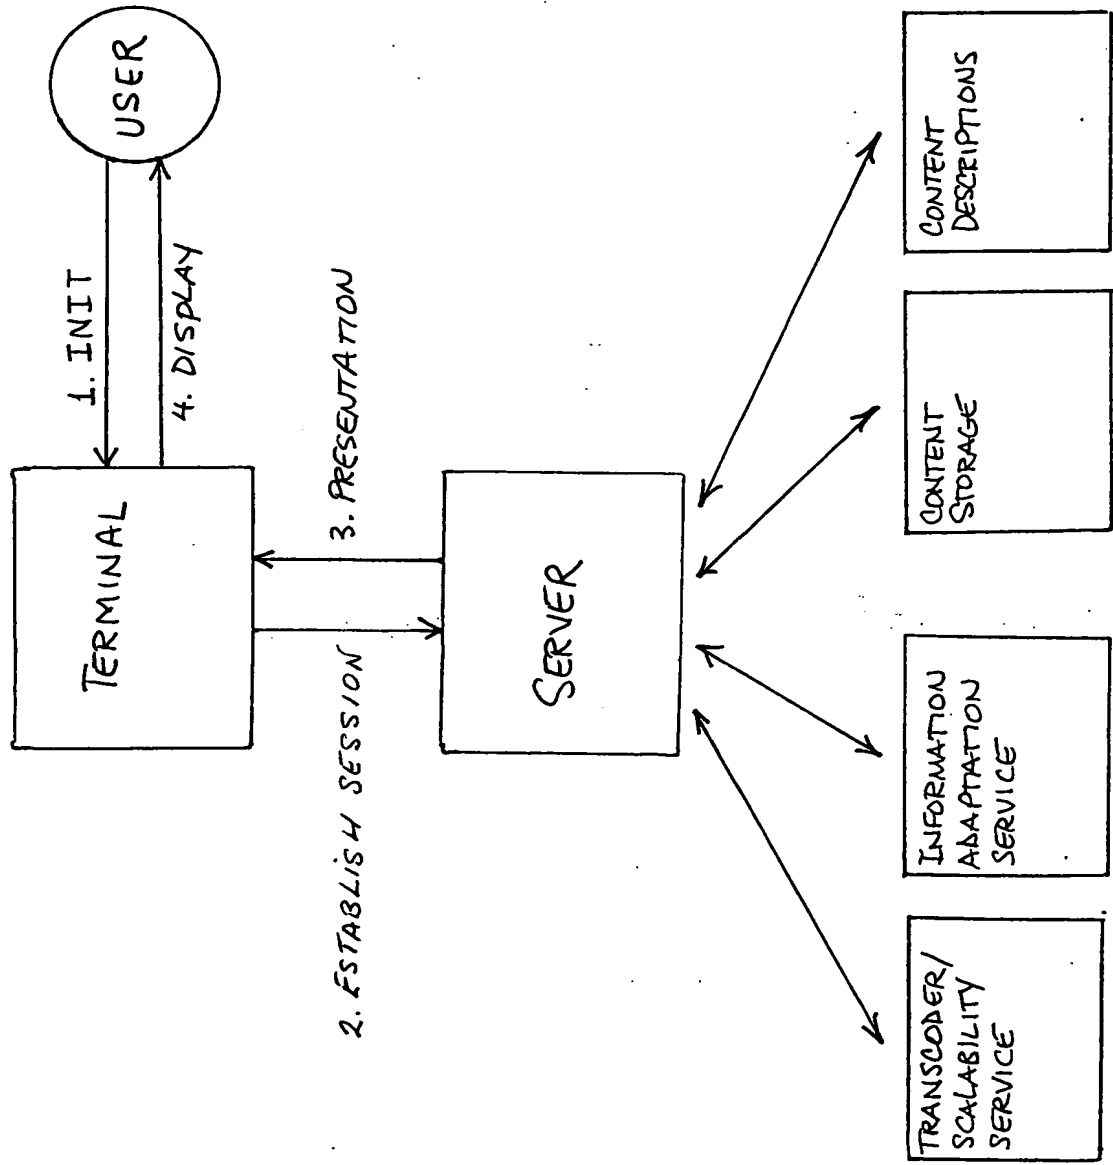 USER
1. INIT
4. DISPLAY
TERMINAL
3. PRESENTATION
2. ESTABLISH SESSION
SERVER
TRANSCODER/
SCALABILITY
SERVICE
INFORMATION
ADAPTATION
SERVICE
CONTENT
STORAGE
CONTENT
DESCRIPTIONS